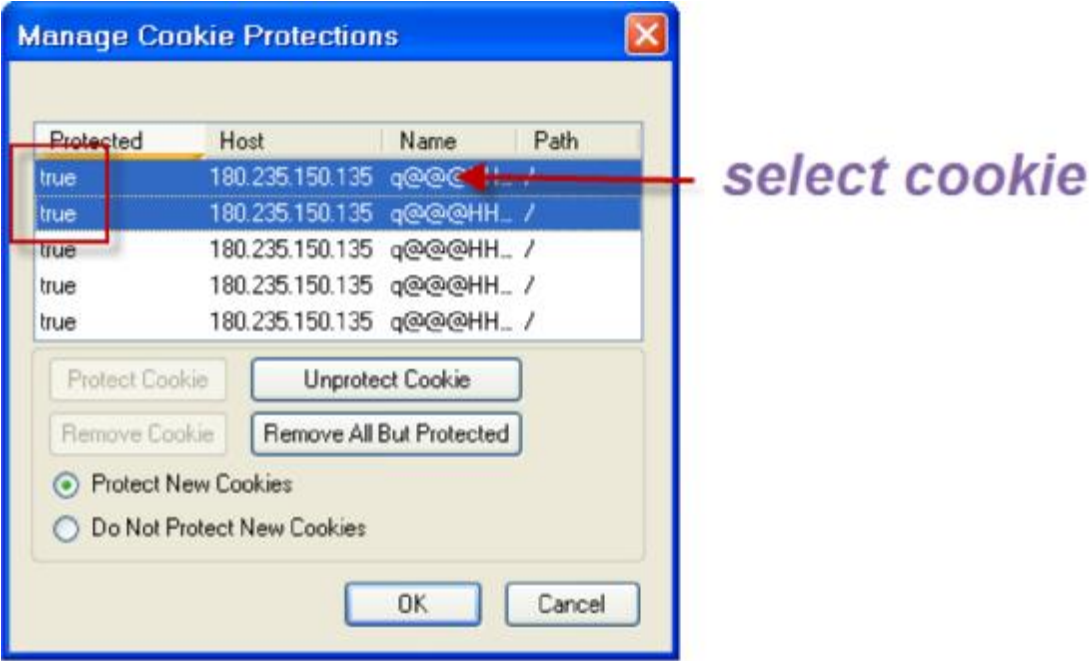 Manage Cookie Protections
Protected Host Name Path
true 180.235.150.135 q@@@HH... /
select cookie
true 180.235.150.135 q@@@HH... /
true 180.235.150.135 q@@@HH... /
true 180.235.150.135 q@@@HH... /
true 180.235.150.135 q@@@HH... /
Protect Cookie Unprotect Cookie
Remove Cookie Remove All But Protected
Protect New Cookies
Do Not Protect New Cookies
OK Cancel